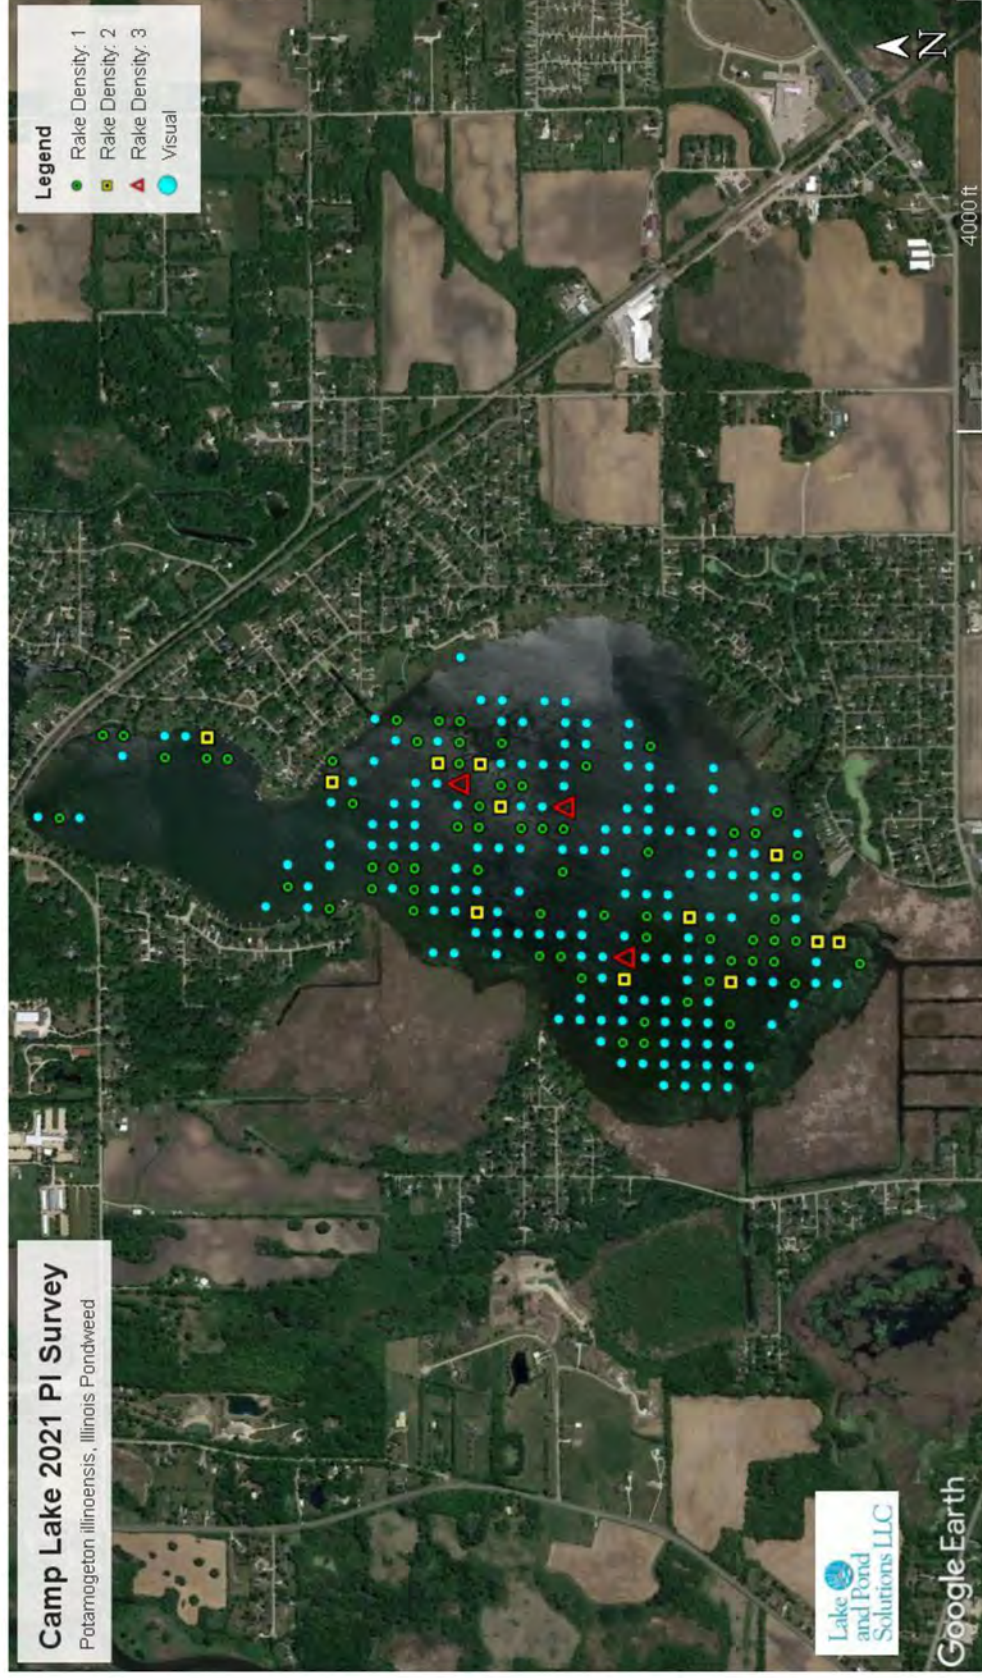 Camp Lake 2021 PI Survey
Potamogeton illinoensis, Illinois Pondweed
Legend
Rake Density: 1
Rake Density: 2
Rake Density: 3
Visual
Lake
and Pond
Solutions LLC
Google Earth
4000 ft
N